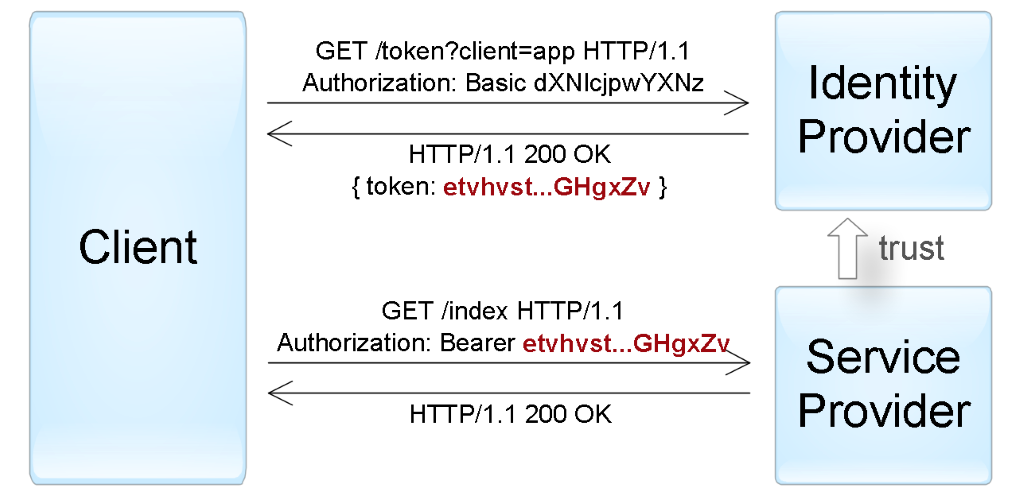 GET /token?client=app HTTP/1.1
Authorization: Basic dXNlcjpwYXNz
HTTP/1.1 200 OK
{ token: etvhvst...GHgxZv }
Identity
Provider
Client
trust
GET /index HTTP/1.1
Authorization: Bearer etvhvst...GHgxZv
HTTP/1.1 200 OK
Service
Provider